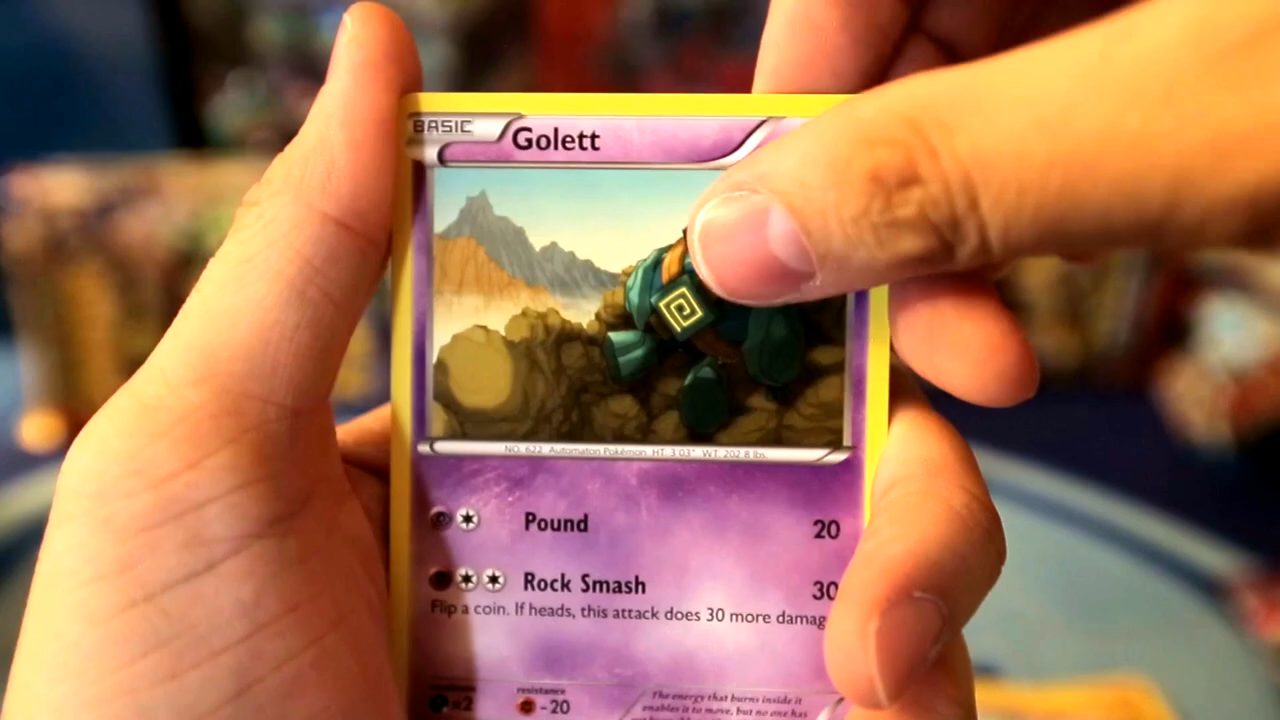 BASIC Golett
NO. 622 Automaton Pokémon. HT. 3'03" WT. 202.8 lbs.
Pound 20
Rock Smash 30
Flip a coin. If heads, this attack does 30 more damag
resistance
×2 -20
The energy that burns inside it
enables it to move, but no one has